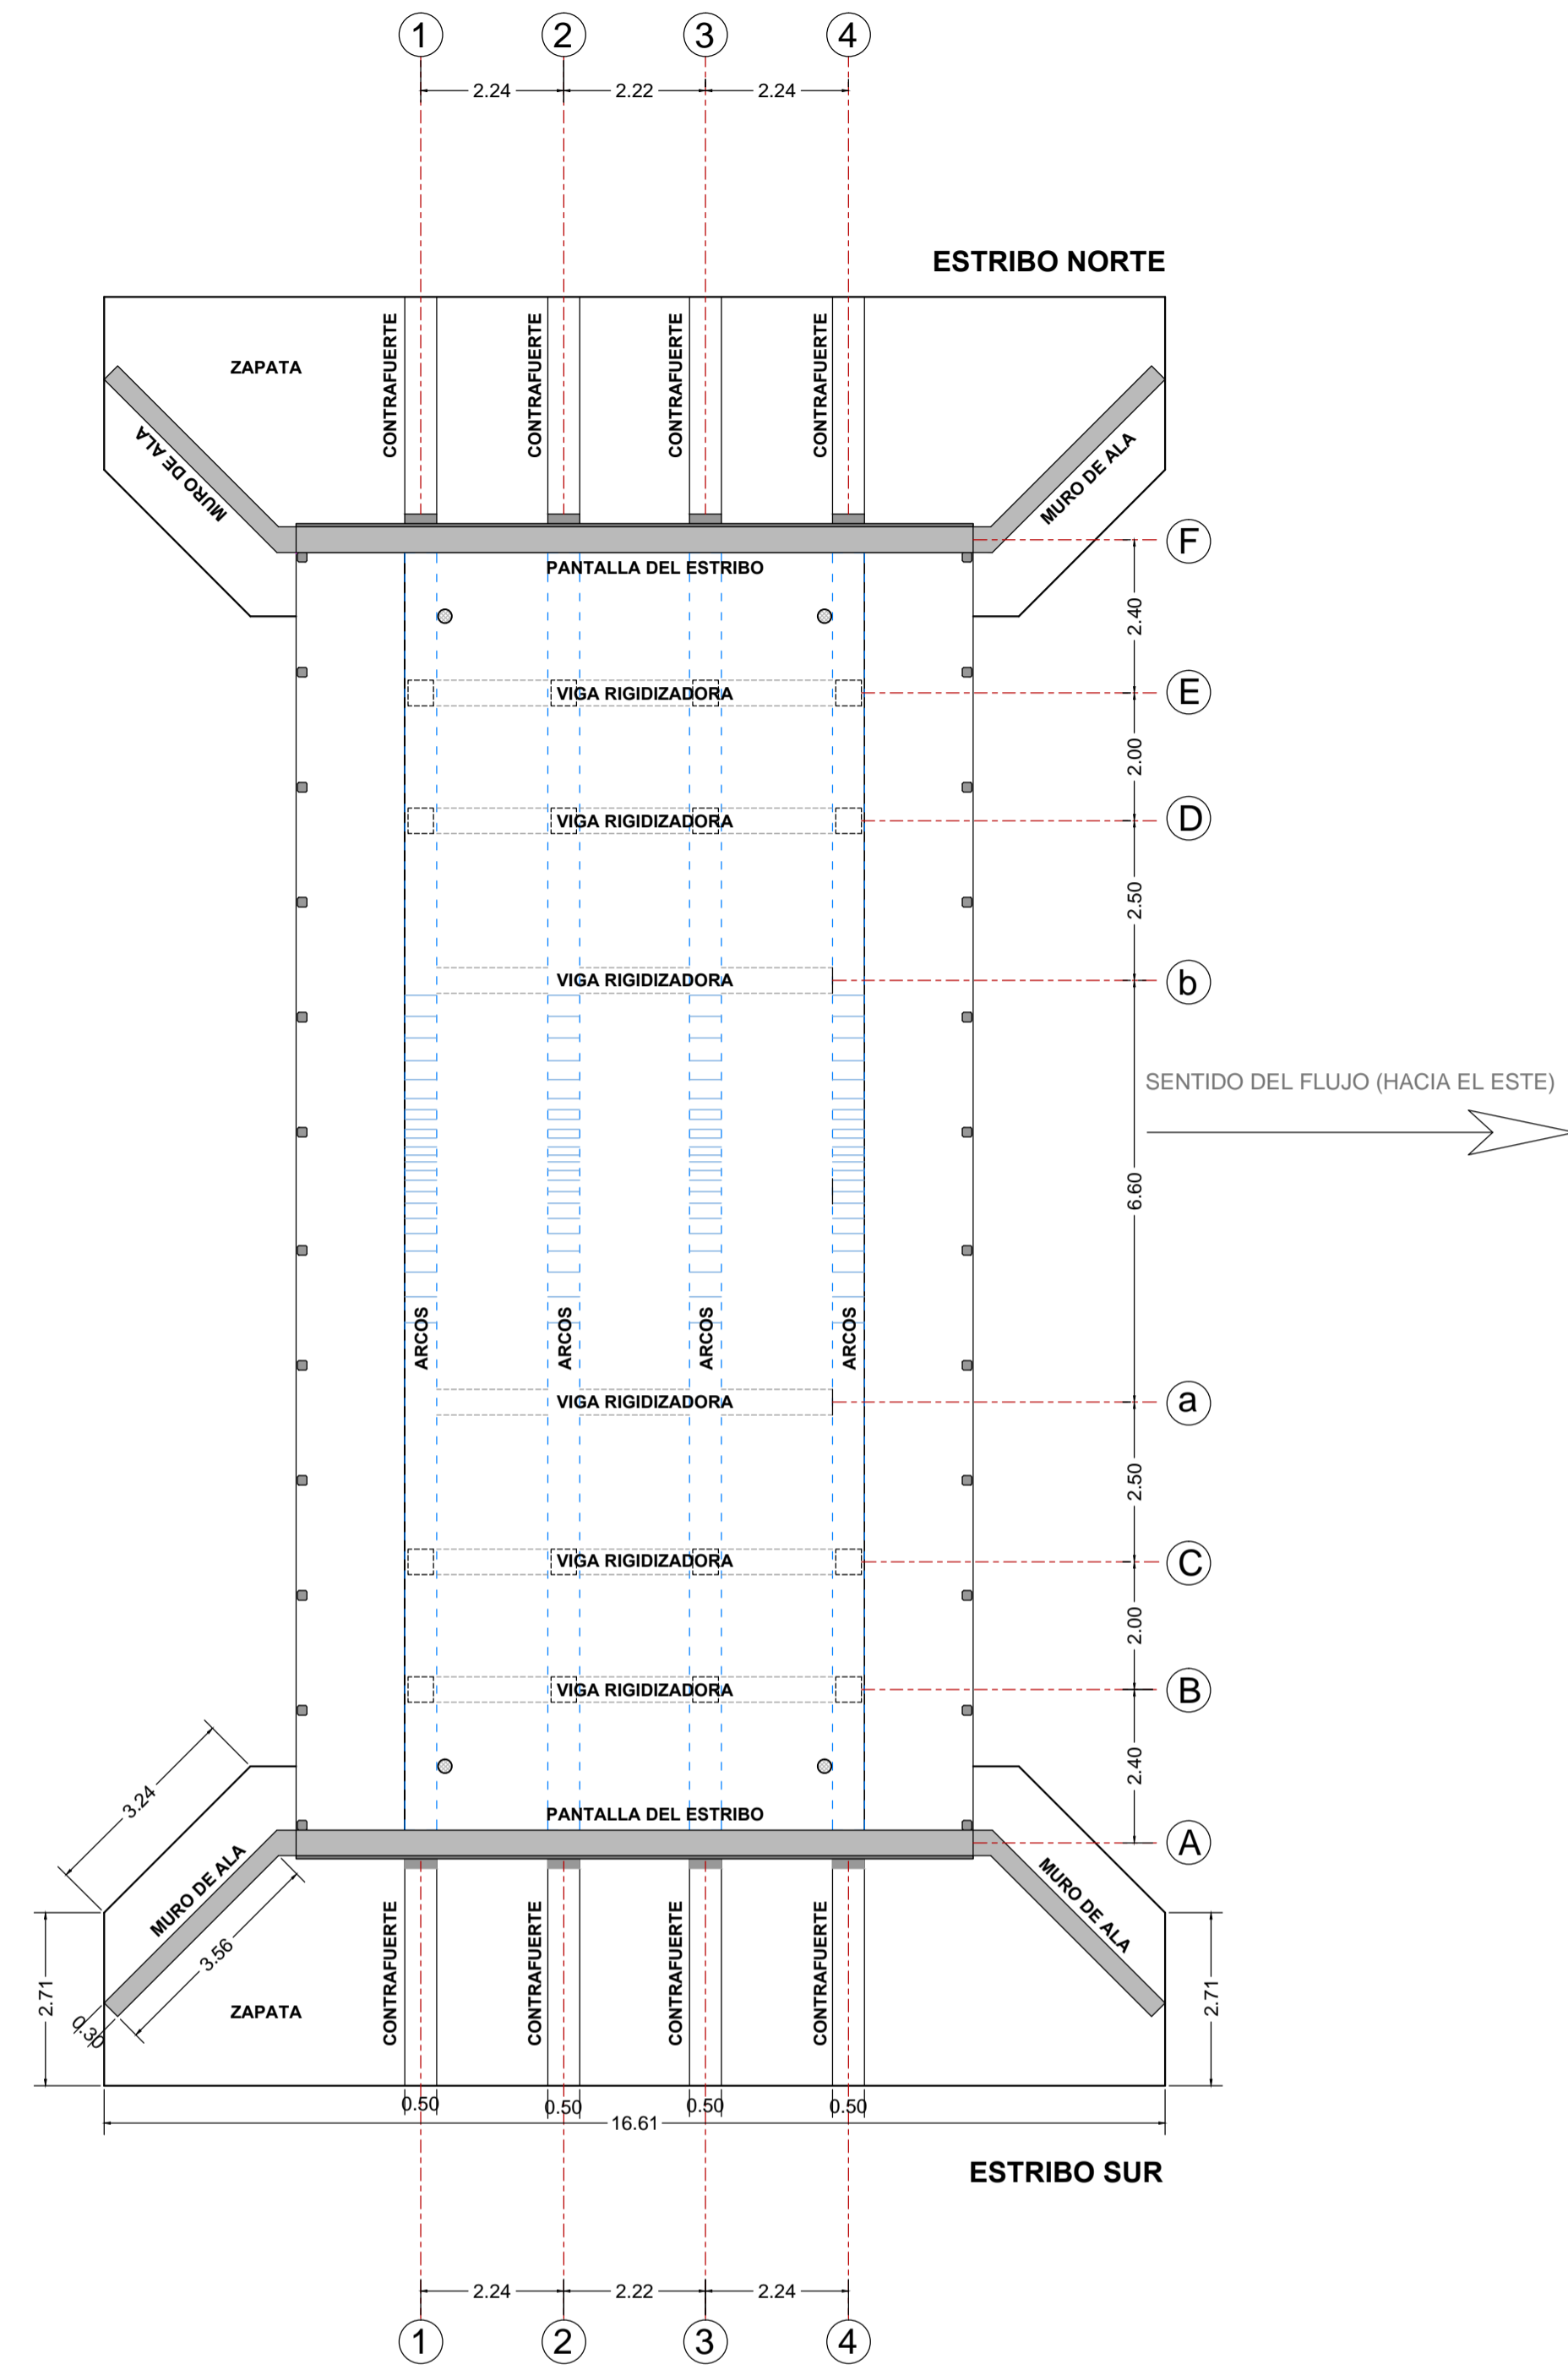 1 2 3 4
2.24 2.22 2.24
ESTRIBO NORTE
ZAPATA
CONTRAFUERTE
CONTRAFUERTE
CONTRAFUERTE
CONTRAFUERTE
MURO DE ALA
MURO DE ALA
F
PANTALLA DEL ESTRIBO
2.40
VIGA RIGIDIZADORA
E
2.00
VIGA RIGIDIZADORA
D
2.50
VIGA RIGIDIZADORA
b
SENTIDO DEL FLUJO (HACIA EL ESTE)
6.60
ARCOS
ARCOS
ARCOS
ARCOS
VIGA RIGIDIZADORA
a
2.50
VIGA RIGIDIZADORA
C
2.00
VIGA RIGIDIZADORA
B
2.40
3.24
PANTALLA DEL ESTRIBO
A
MURO DE ALA
MURO DE ALA
3.56
CONTRAFUERTE
CONTRAFUERTE
CONTRAFUERTE
CONTRAFUERTE
2.71
2.71
ZAPATA
0.30
0.50
0.50
0.50
0.50
16.61
ESTRIBO SUR
2.24 2.22 2.24
1 2 3 4